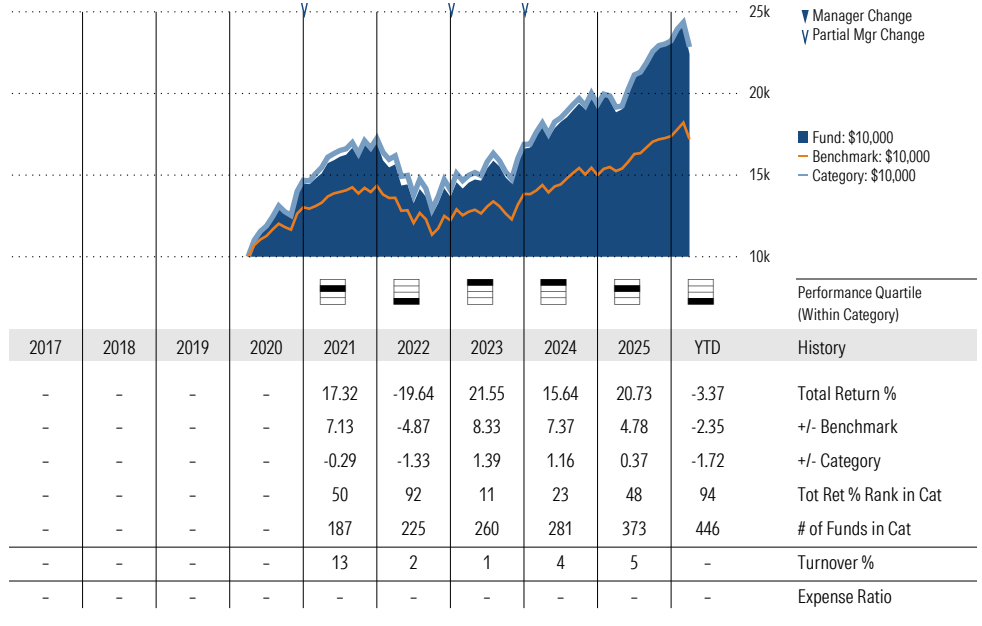 25k
20k
15k
10k
Manager Change
Partial Mgr Change
Fund: $10,000
Benchmark: $10,000
Category: $10,000
Performance Quartile
(Within Category)
2017 2018 2019 2020 2021 2022 2023 2024 2025 YTD History
– – – – 17.32 -19.64 21.55 15.64 20.73 -3.37 Total Return %
– – – – 7.13 -4.87 8.33 7.37 4.78 -2.35 +/- Benchmark
– – – – -0.29 -1.33 1.39 1.16 0.37 -1.72 +/- Category
– – – – 50 92 11 23 48 94 Tot Ret % Rank in Cat
– – – – 187 225 260 281 373 446 # of Funds in Cat
– – – – 13 2 1 4 5 – Turnover %
– – – – – – – – – – Expense Ratio